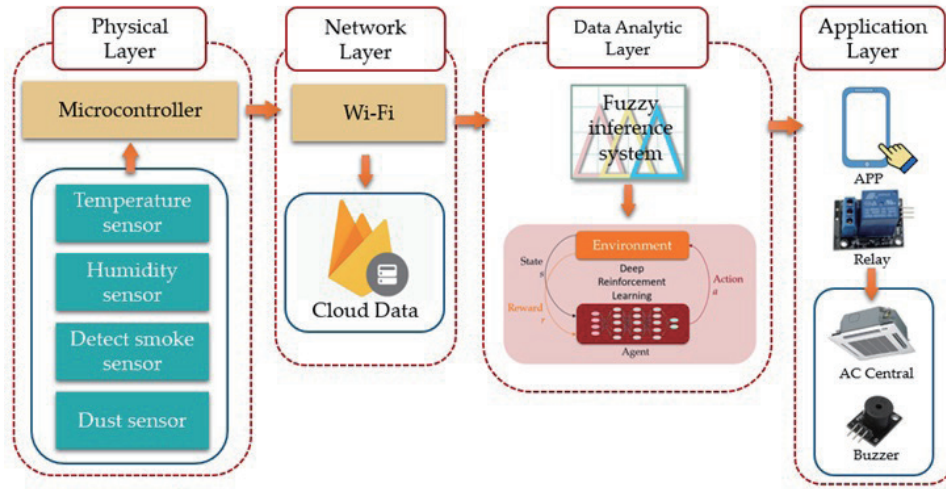 Physical
Layer
Microcontroller
Temperature
sensor
Humidity
sensor
Detect smoke
sensor
Dust sensor
Network
Layer
Wi-Fi
Cloud Data
Data Analytic
Layer
Fuzzy
inference
system
Environment
State
s
Deep
Reinforcement
Learning
Action
a
Reward
r
Agent
Application
Layer
APP
Relay
AC Central
Buzzer